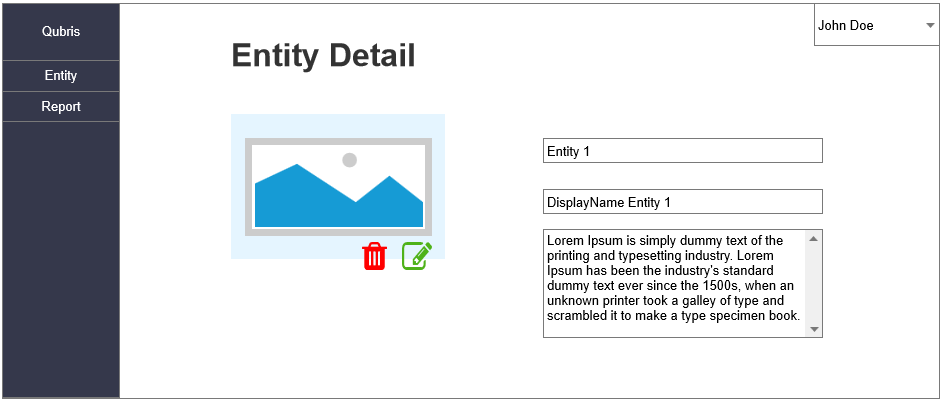 Qubris
Entity
Report
John Doe
Entity Detail
Entity 1
DisplayName Entity 1
Lorem Ipsum is simply dummy text of the
printing and typesetting industry. Lorem
Ipsum has been the industry's standard
dummy text ever since the 1500s, when an
unknown printer took a galley of type and
scrambled it to make a type specimen book.